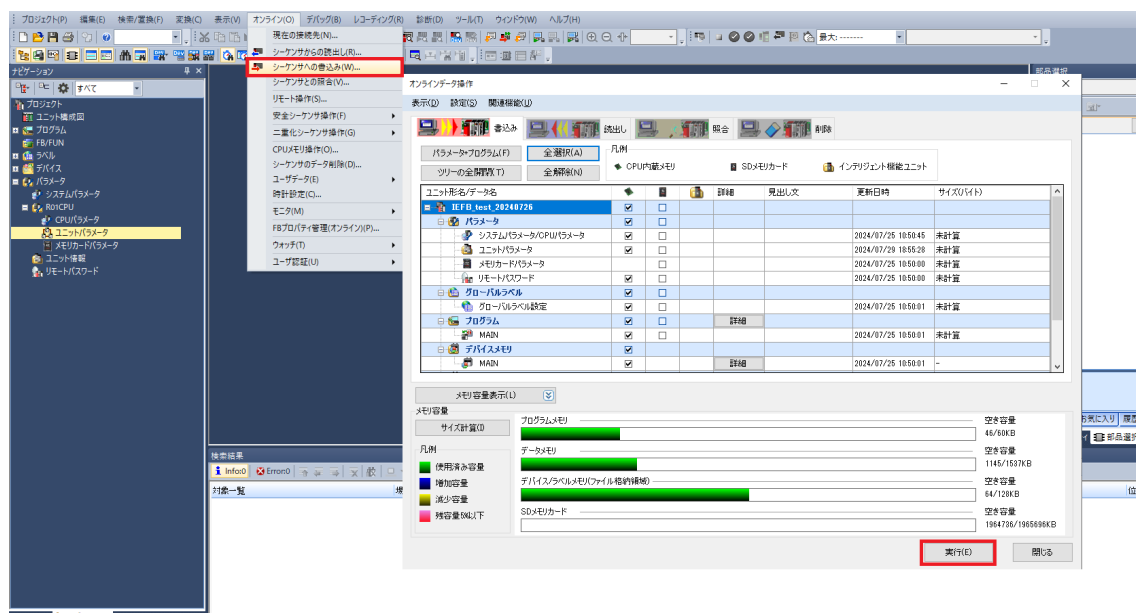 プロジェクト(P) 編集(E) 検索/置換(F) 変換(C) 表示(V) オンライン(O) デバッグ(B) レコーディング(R) 診断(D) ツール(T) ウィンドウ(W) ヘルプ(H)
最大: -------
現在の接続先(N)...
シーケンサからの読出し(R)...
シーケンサへの書込み(W)...
シーケンサとの照合(V)...
リモート操作(S)...
安全シーケンサ操作(F)
二重化シーケンサ操作(G)
CPUメモリ操作(O)...
シーケンサのデータ削除(D)...
ユーザデータ(E)
時計設定(C)...
モニタ(M)
FBプロパティ管理(オンライン)(P)...
ウォッチ(T)
ユーザ認証(U)
ナビゲーション
すべて
プロジェクト
ユニット構成図
プログラム
FB/FUN
ラベル
デバイス
パラメータ
システムパラメータ
R01CPU
CPUパラメータ
ユニットパラメータ
メモリカードパラメータ
ユニット情報
リモートパスワード
部品選択
オンラインデータ操作
表示(D) 設定(S) 関連機能(U)
書込み 読出し 照合 削除
パラメータ+プログラム(F) 全選択(A)
ツリーの全開閉(T) 全解除(N)
凡例
CPU内蔵メモリ SDメモリカード インテリジェント機能ユニット
ユニット形名/データ名 詳細 見出し文 更新日時 サイズ(バイト)
IEFB_test_20240726
パラメータ
システムパラメータ/CPUパラメータ 2024/07/25 10:50:45 未計算
ユニットパラメータ 2024/07/29 18:55:28 未計算
メモリカードパラメータ 2024/07/25 10:50:00 未計算
リモートパスワード 2024/07/25 10:50:00 未計算
グローバルラベル
グローバルラベル設定 2024/07/25 10:50:01 未計算
プログラム 詳細
MAIN 2024/07/25 10:50:01 未計算
デバイスメモリ
MAIN 詳細 2024/07/25 10:50:01 -
メモリ容量表示(L)
メモリ容量
サイズ計算(I)
凡例
使用済み容量
増加容量
減少容量
残容量5%以下
プログラムメモリ 空き容量
46/60KB
データメモリ 空き容量
1145/1537KB
デバイス/ラベルメモリ(ファイル格納領域) 空き容量
64/128KB
SDメモリカード 空き容量
1964736/1965696KB
実行(E) 閉じる
検索結果
Info:0 Error:0
対象一覧
お気に入り
部品選択